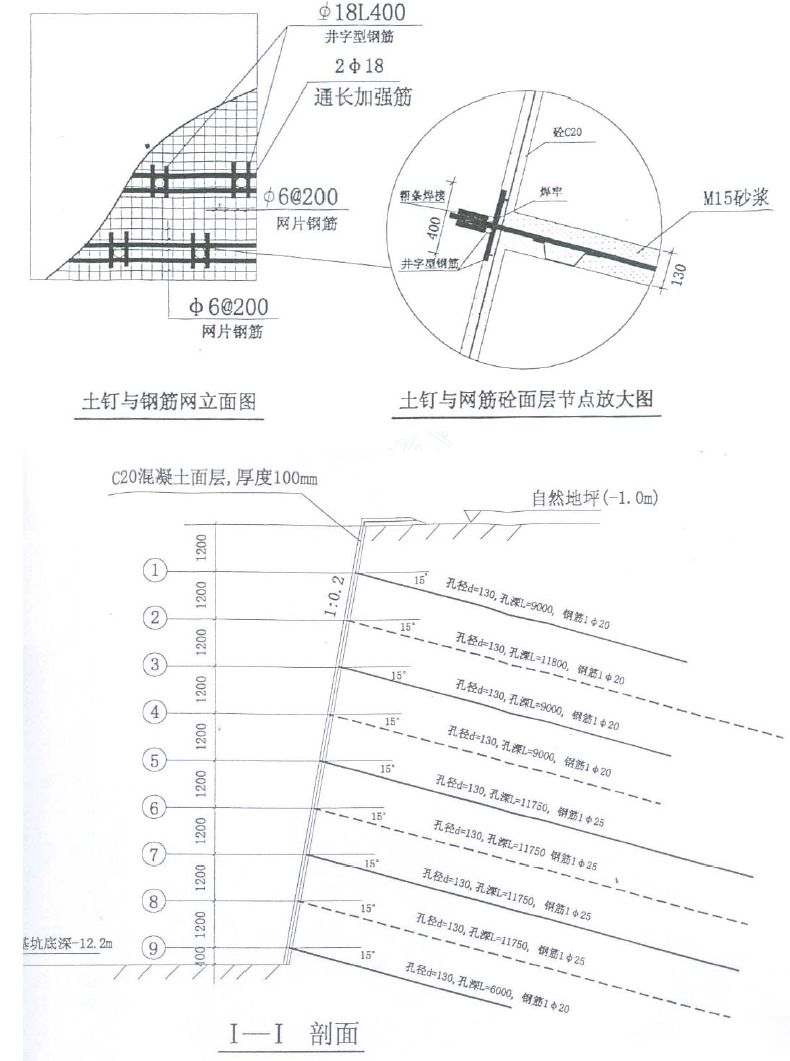 φ18L400
井字型钢筋
2φ18
通长加强筋
φ6@200
网片钢筋
φ6@200
网片钢筋
土钉与钢筋网立面图
砼C20
焊牢
帮条焊接
400
井字型钢筋
M15砂浆
130
土钉与网筋砼面层节点放大图
C20混凝土面层,厚度100mm
自然地坪(-1.0m)
1200
1200
1200
1200
1200
1200
1200
1200
1200
400
1:0.2
① 15° 孔径d=130,孔深L=9000, 钢筋1φ20
② 15° 孔径d=130,孔深L=11800, 钢筋1φ20
③ 15° 孔径d=130,孔深L=9000, 钢筋1φ20
④ 15° 孔径d=130,孔深L=9000, 钢筋1φ20
⑤ 15° 孔径d=130,孔深L=11750, 钢筋1φ25
⑥ 15° 孔径d=130,孔深L=11750 钢筋1φ25
⑦ 15° 孔径d=130,孔深L=11750, 钢筋1φ25
⑧ 15° 孔径d=130,孔深L=11750, 钢筋1φ25
⑨ 15° 孔径d=130,孔深L=6000, 钢筋1φ20
基坑底深-12.2m
I—I 剖面